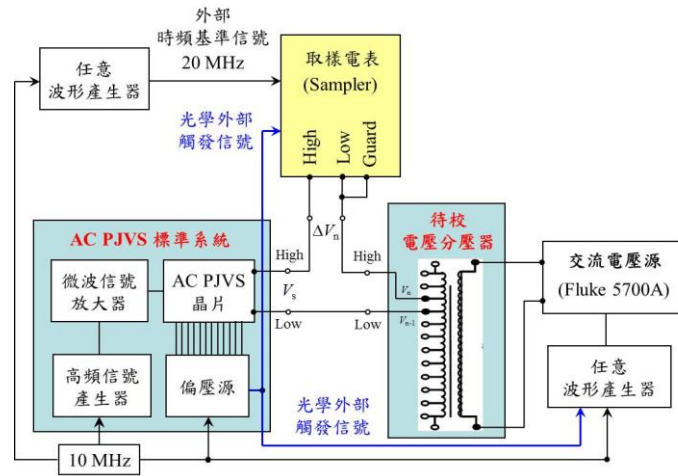 外部
時頻基準信號
20 MHz
任意
波形產生器
取樣電表
(Sampler)
High
Low
Guard
光學外部
觸發信號
AC PJVS 標準系統
微波信號
放大器
AC PJVS
晶片
高頻信號
產生器
偏壓源
10 MHz
ΔVn
High
Vs
Low
High
Low
待校
電壓分壓器
Vn
Vn-1
交流電壓源
(Fluke 5700A)
任意
波形產生器
光學外部
觸發信號